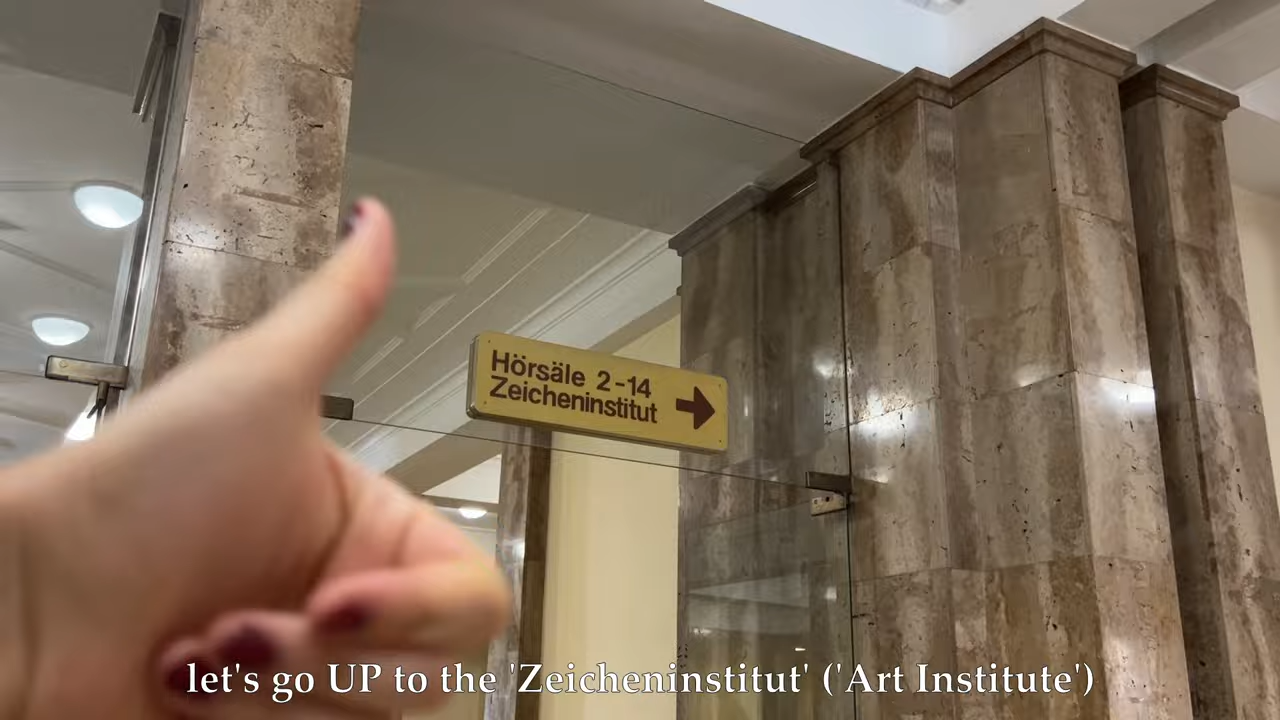 Hörsäle 2-14
Zeicheninstitut
let's go UP to the 'Zeicheninstitut' ('Art Institute')